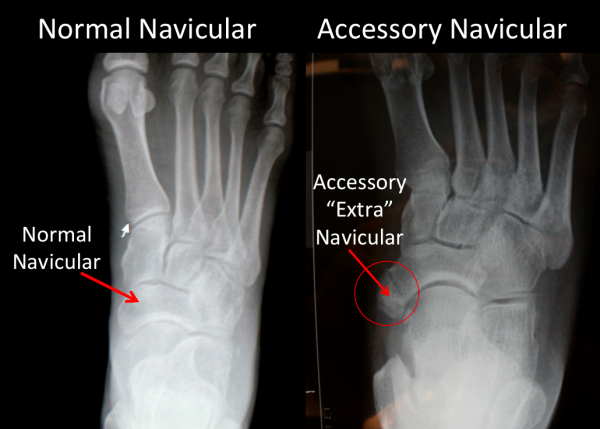 Normal Navicular
Accessory Navicular
Normal
Navicular
Accessory
“Extra”
Navicular